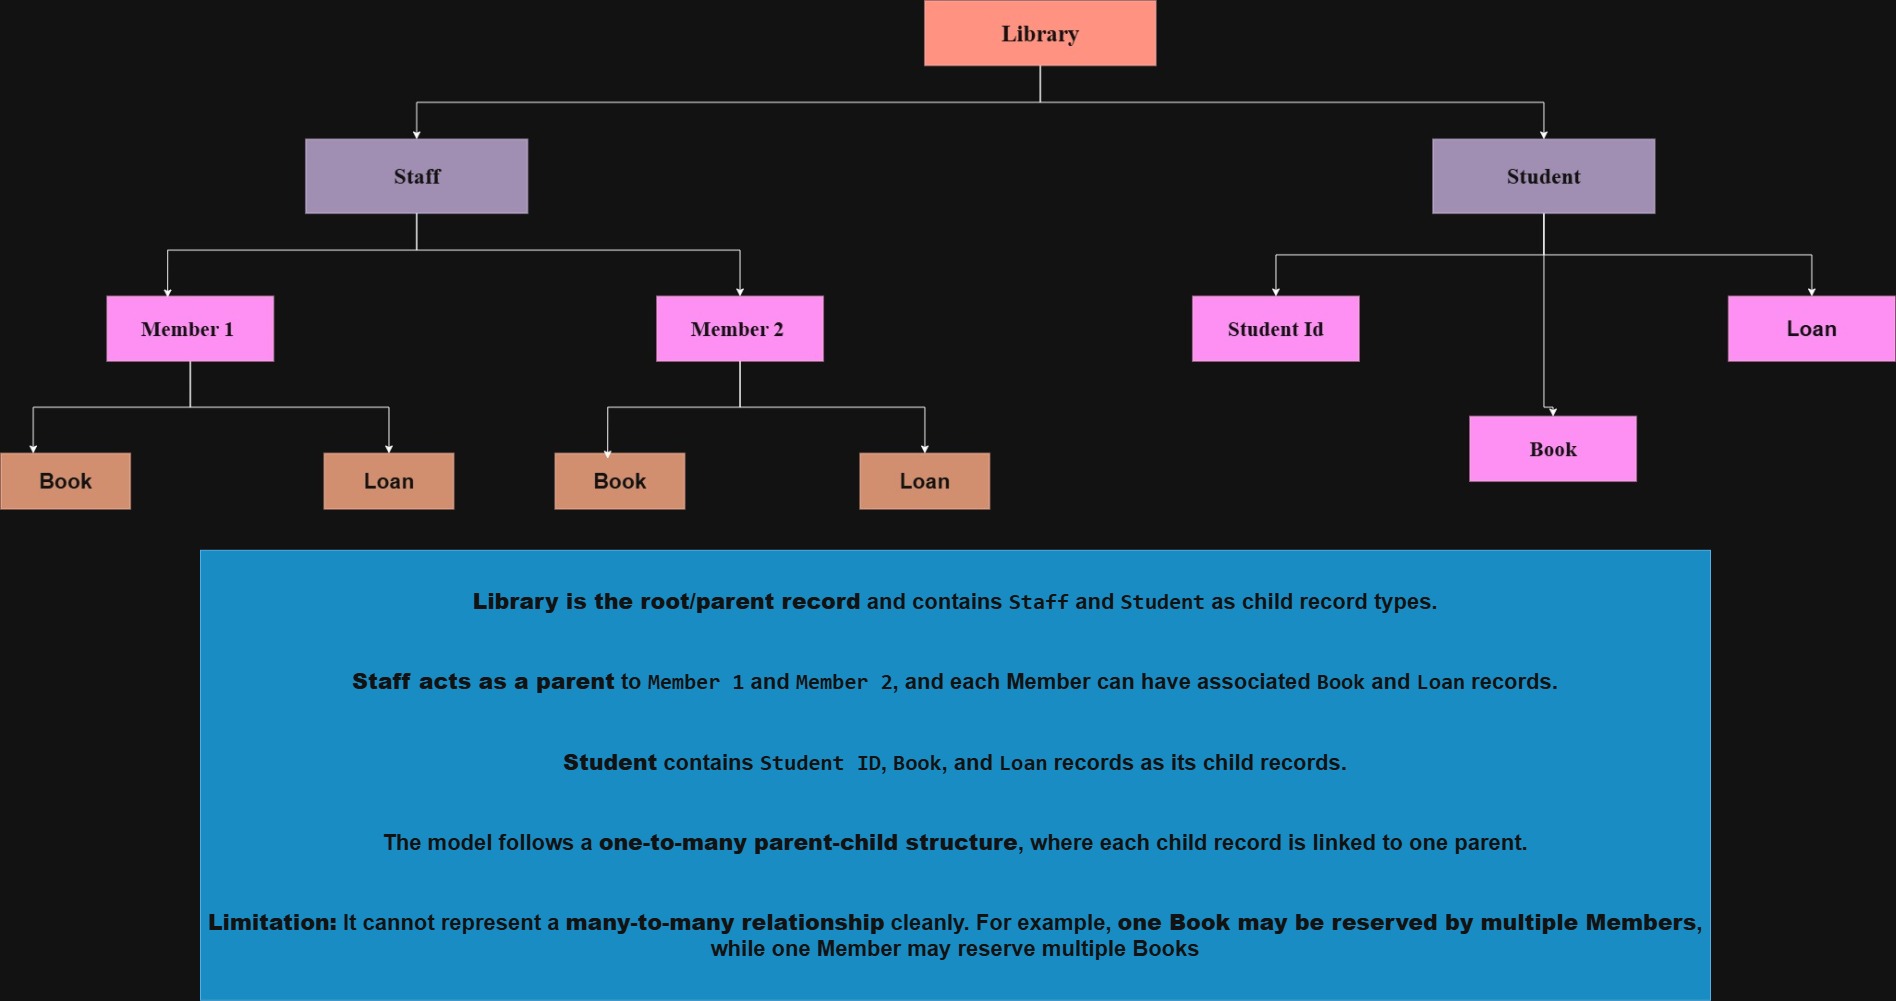 Library
Staff
Student
Member 1
Member 2
Student Id
Loan
Book
Book
Loan
Book
Loan
Library is the root/parent record and contains Staff and Student as child record types.
Staff acts as a parent to Member 1 and Member 2, and each Member can have associated Book and Loan records.
Student contains Student ID, Book, and Loan records as its child records.
The model follows a one-to-many parent-child structure, where each child record is linked to one parent.
Limitation: It cannot represent a many-to-many relationship cleanly. For example, one Book may be reserved by multiple Members,
while one Member may reserve multiple Books